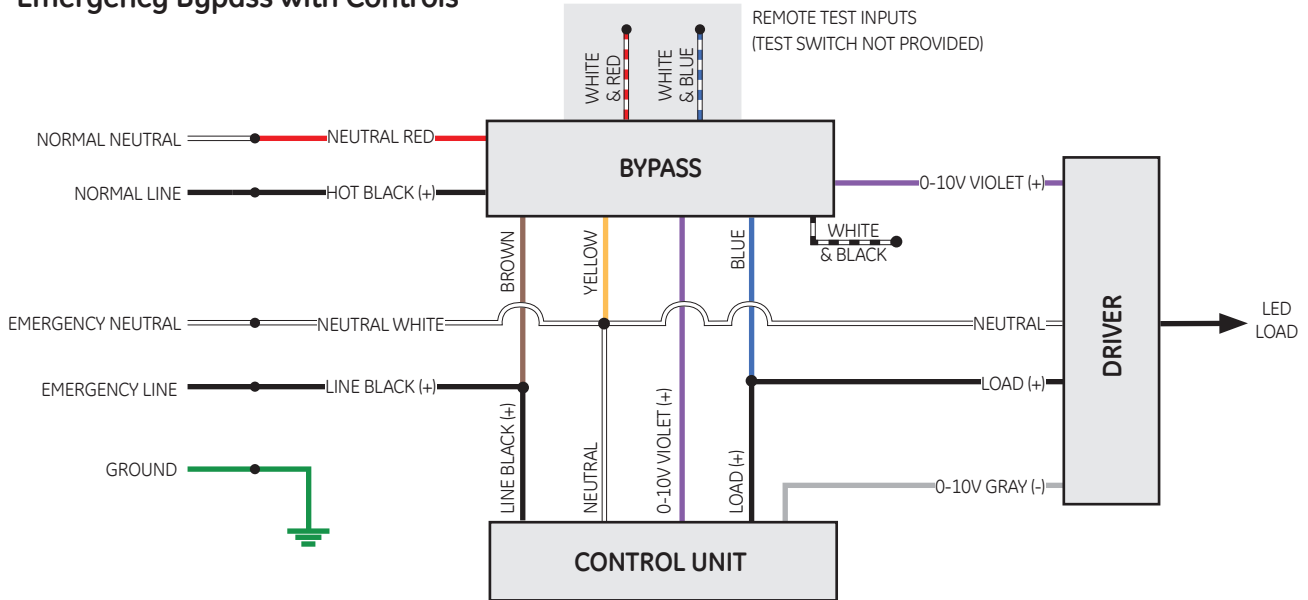 Emergency Bypass with Controls
REMOTE TEST INPUTS
(TEST SWITCH NOT PROVIDED)
WHITE
& RED
WHITE
& BLUE
NORMAL NEUTRAL
NEUTRAL RED
NORMAL LINE
HOT BLACK (+)
BYPASS
0-10V VIOLET (+)
WHITE
& BLACK
BROWN
YELLOW
BLUE
EMERGENCY NEUTRAL
NEUTRAL WHITE
NEUTRAL
DRIVER
LED
LOAD
EMERGENCY LINE
LINE BLACK (+)
LOAD (+)
GROUND
LINE BLACK (+)
NEUTRAL
0-10V VIOLET (+)
LOAD (+)
0-10V GRAY (-)
CONTROL UNIT